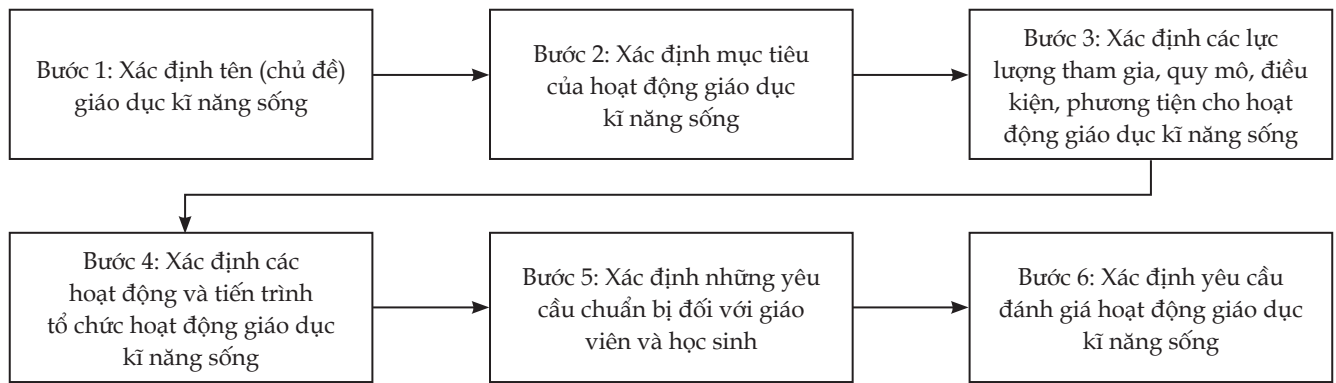 Bước 1: Xác định tên (chủ đề)
giáo dục kĩ năng sống
Bước 2: Xác định mục tiêu
của hoạt động giáo dục
kĩ năng sống
Bước 3: Xác định các lực
lượng tham gia, quy mô, điều
kiện, phương tiện cho hoạt
động giáo dục kĩ năng sống
Bước 4: Xác định các
hoạt động và tiến trình
tổ chức hoạt động giáo dục
kĩ năng sống
Bước 5: Xác định những yêu
cầu chuẩn bị đối với giáo
viên và học sinh
Bước 6: Xác định yêu cầu
đánh giá hoạt động giáo dục
kĩ năng sống